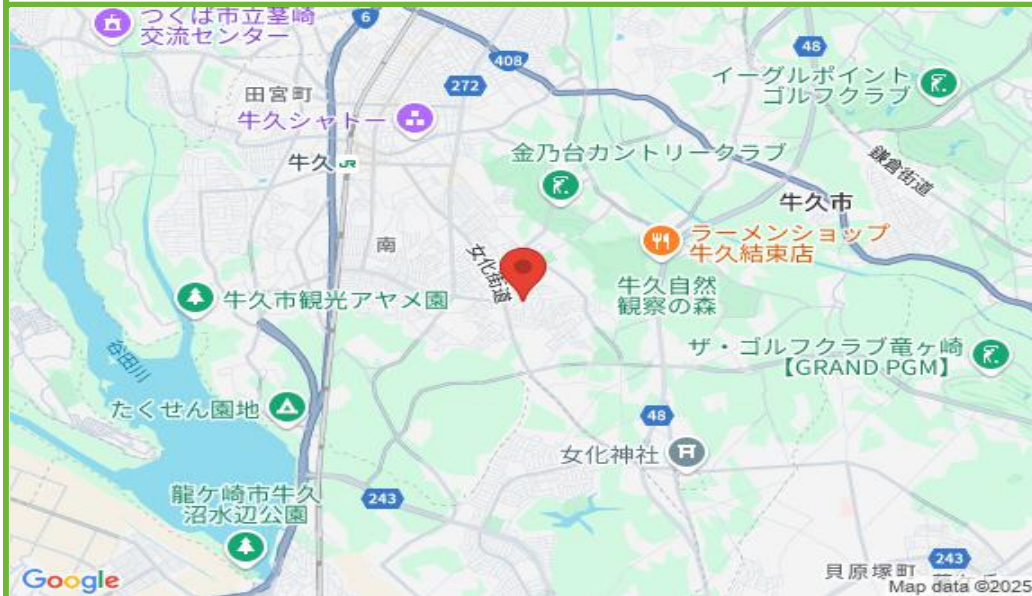 つくば市立茎崎
交流センター
6
408
48
イーグルポイント
ゴルフクラブ
272
田宮町
牛久シャトー
牛久 JR
金乃台カントリークラブ
鎌倉街道
牛久市
ラーメンショップ
牛久結束店
南
女化街道
牛久自然
観察の森
牛久市観光アヤメ園
谷田川
ザ・ゴルフクラブ竜ヶ崎
【GRAND PGM】
たくせん園地
48
女化神社
龍ケ崎市牛久
沼水辺公園
243
243
貝原塚町
Google
Map data ©2025